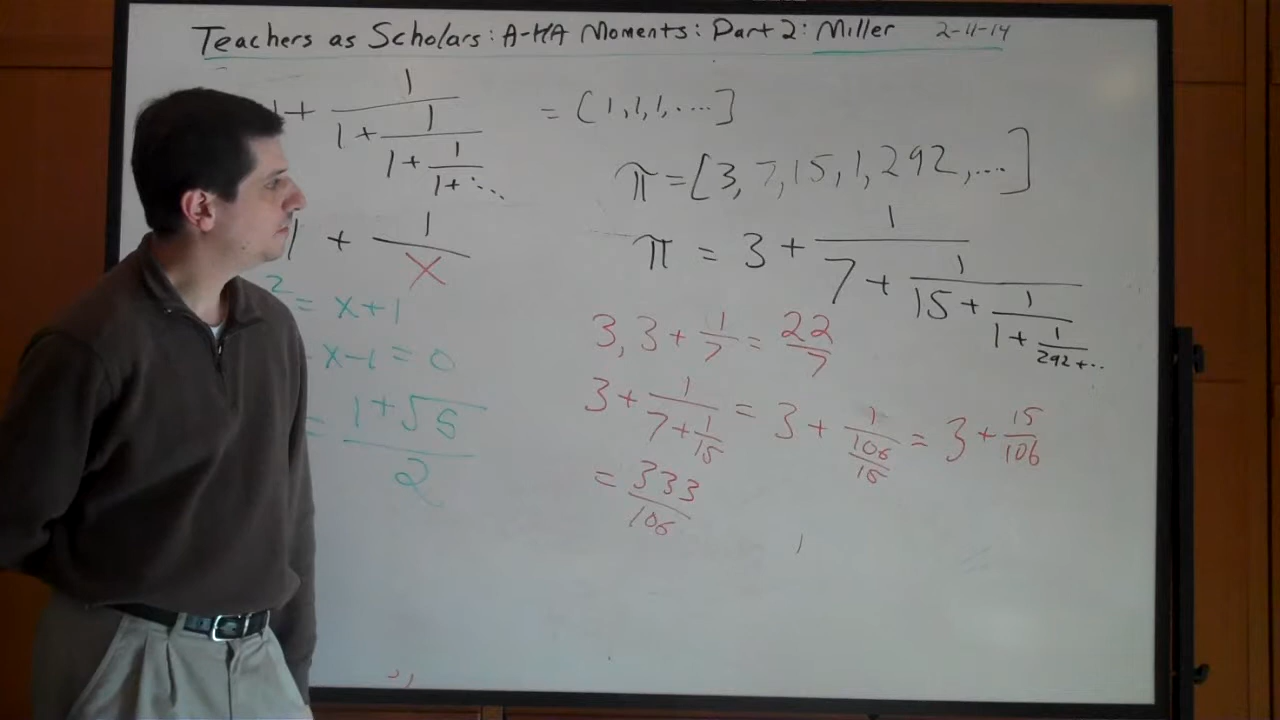 Teachers as Scholars: A-HA Moments: Part 2: Miller 2-11-14
1 + 1/(1 + 1/(1 + 1/(1 + ⋱))) = [1,1,1,....]
π = [3, 7, 15, 1, 292, ....]
1 + 1/x
π = 3 + 1/(7 + 1/(15 + 1/(1 + 1/(292 + ...))))
2 = x+1
3, 3 + 1/7 = 22/7
- x-1 = 0
3 + 1/(7 + 1/15) = 3 + 1/(106/15) = 3 + 15/106
= (1+√5)/2
= 333/106